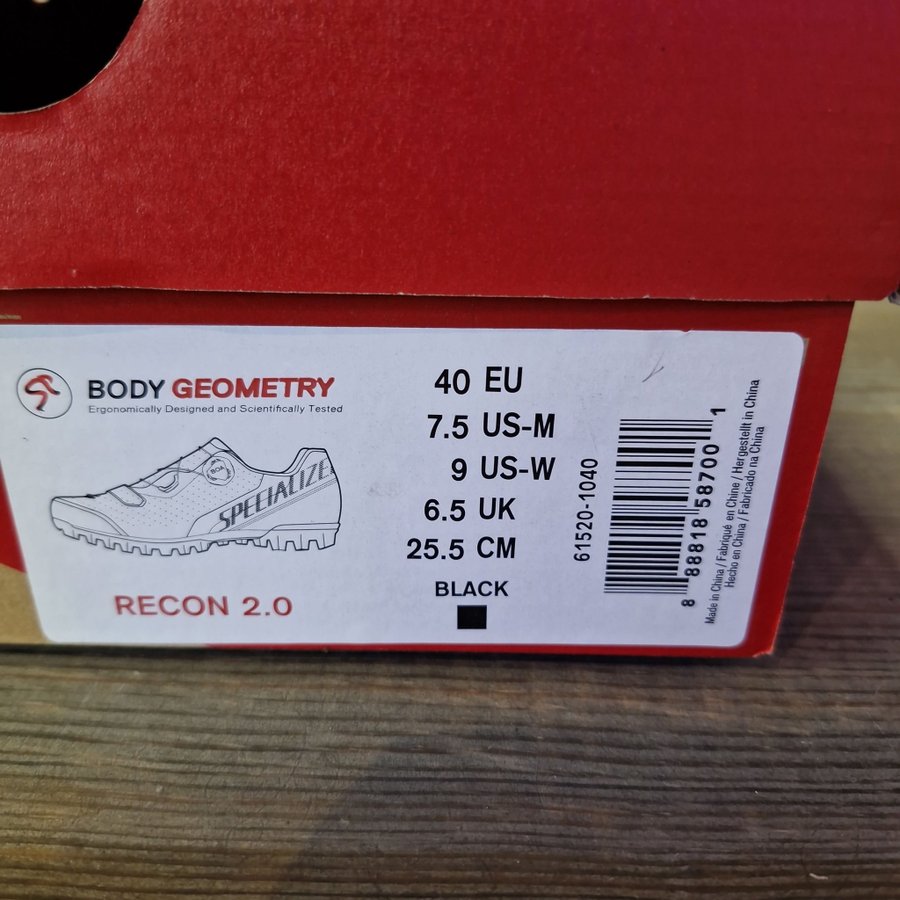 BODY GEOMETRY
Ergonomically Designed and Scientifically Tested
BOA
SPECIALIZE
RECON 2.0
40 EU
7.5 US-M
9 US-W
6.5 UK
25.5 CM
BLACK
61520-1040
8 88818 58700 1
Made in China / Fabriqué en Chine / Hergestellt in China
Hecho en China / Fabricado na China